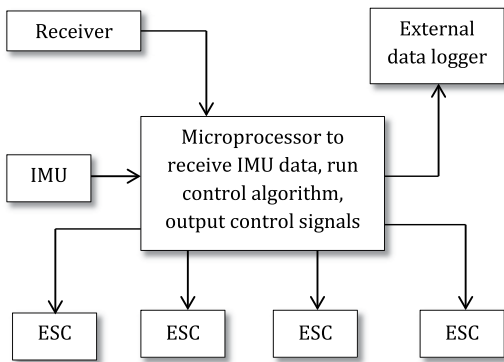 Receiver
External
data logger
Microprocessor to
receive IMU data, run
control algorithm,
output control signals
IMU
ESC
ESC
ESC
ESC